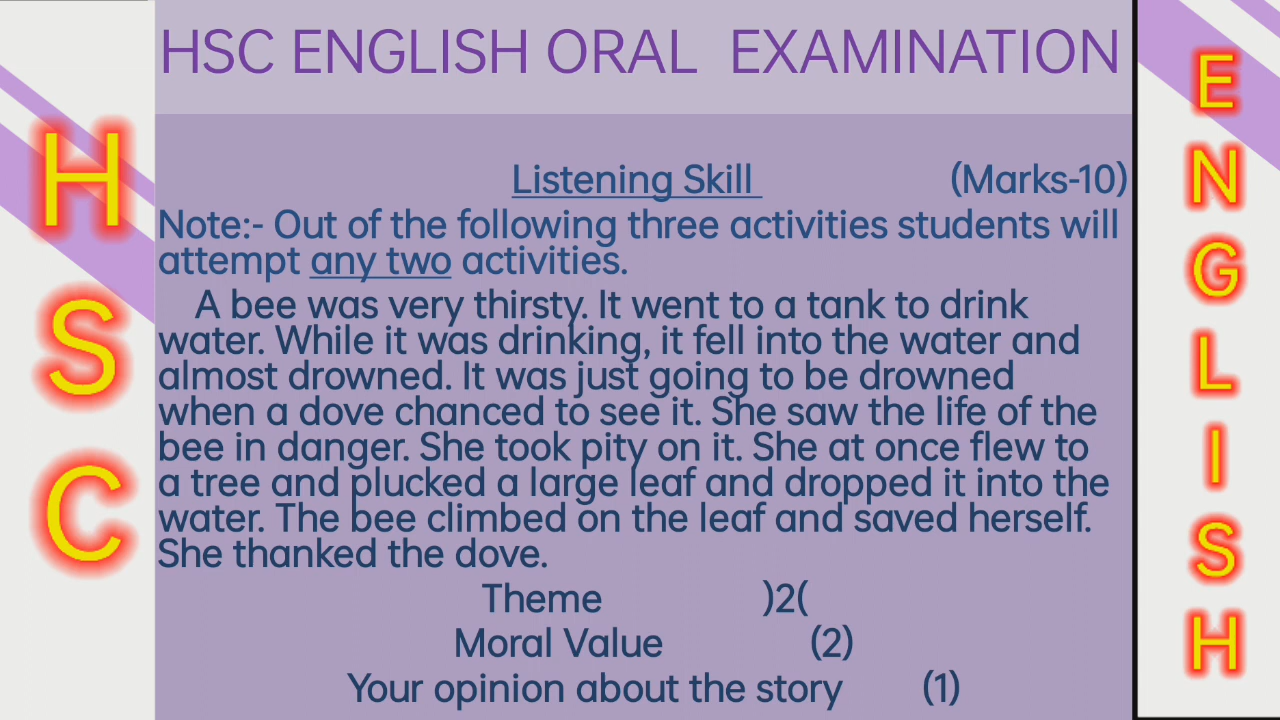 HSC ENGLISH ORAL EXAMINATION
H
S
C
Listening Skill (Marks-10)
Note:- Out of the following three activities students will
attempt any two activities.
A bee was very thirsty. It went to a tank to drink
water. While it was drinking, it fell into the water and
almost drowned. It was just going to be drowned
when a dove chanced to see it. She saw the life of the
bee in danger. She took pity on it. She at once flew to
a tree and plucked a large leaf and dropped it into the
water. The bee climbed on the leaf and saved herself.
She thanked the dove.
Theme )2(
Moral Value (2)
Your opinion about the story (1)
E
N
G
L
I
S
H